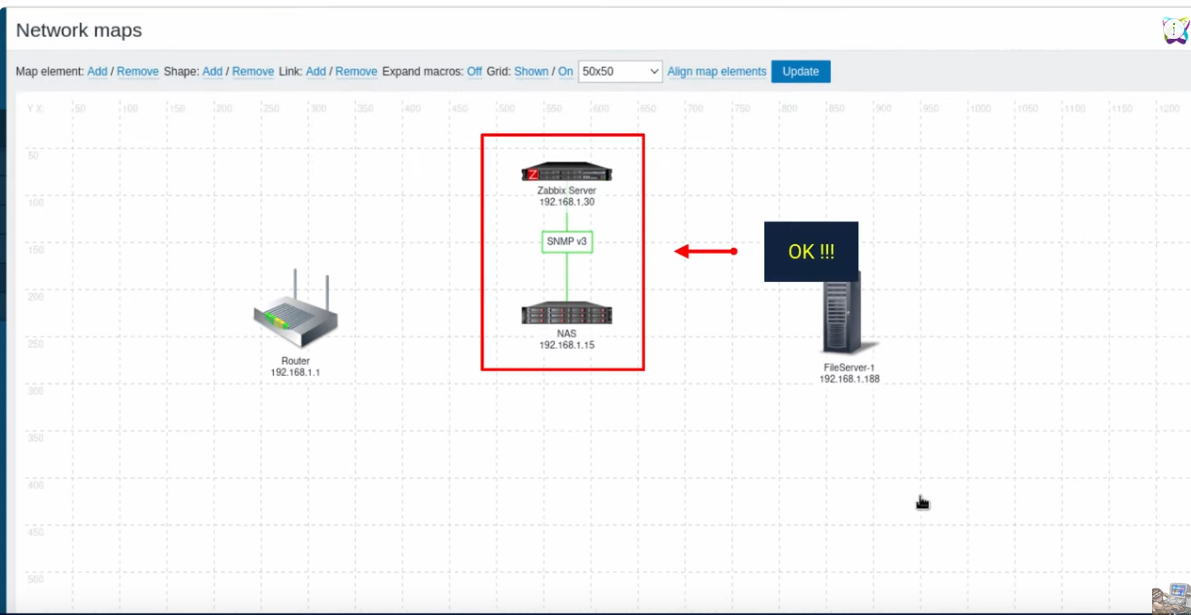 Network maps
Map element: Add / Remove Shape: Add / Remove Link: Add / Remove Expand macros: Off Grid: Shown / On 50x50 Align map elements Update
Y X: 50 100 150 200 250 300 350 400 450 500 550 600 650 700 750 800 850 900 950 1000 1050 1100 1150 1200
50
Z
Zabbix Server
192.168.1.30
100
SNMP v3
150
OK !!!
200
NAS
192.168.1.15
250
Router
192.168.1.1
FileServer-1
192.168.1.188
300
350
400
450
500